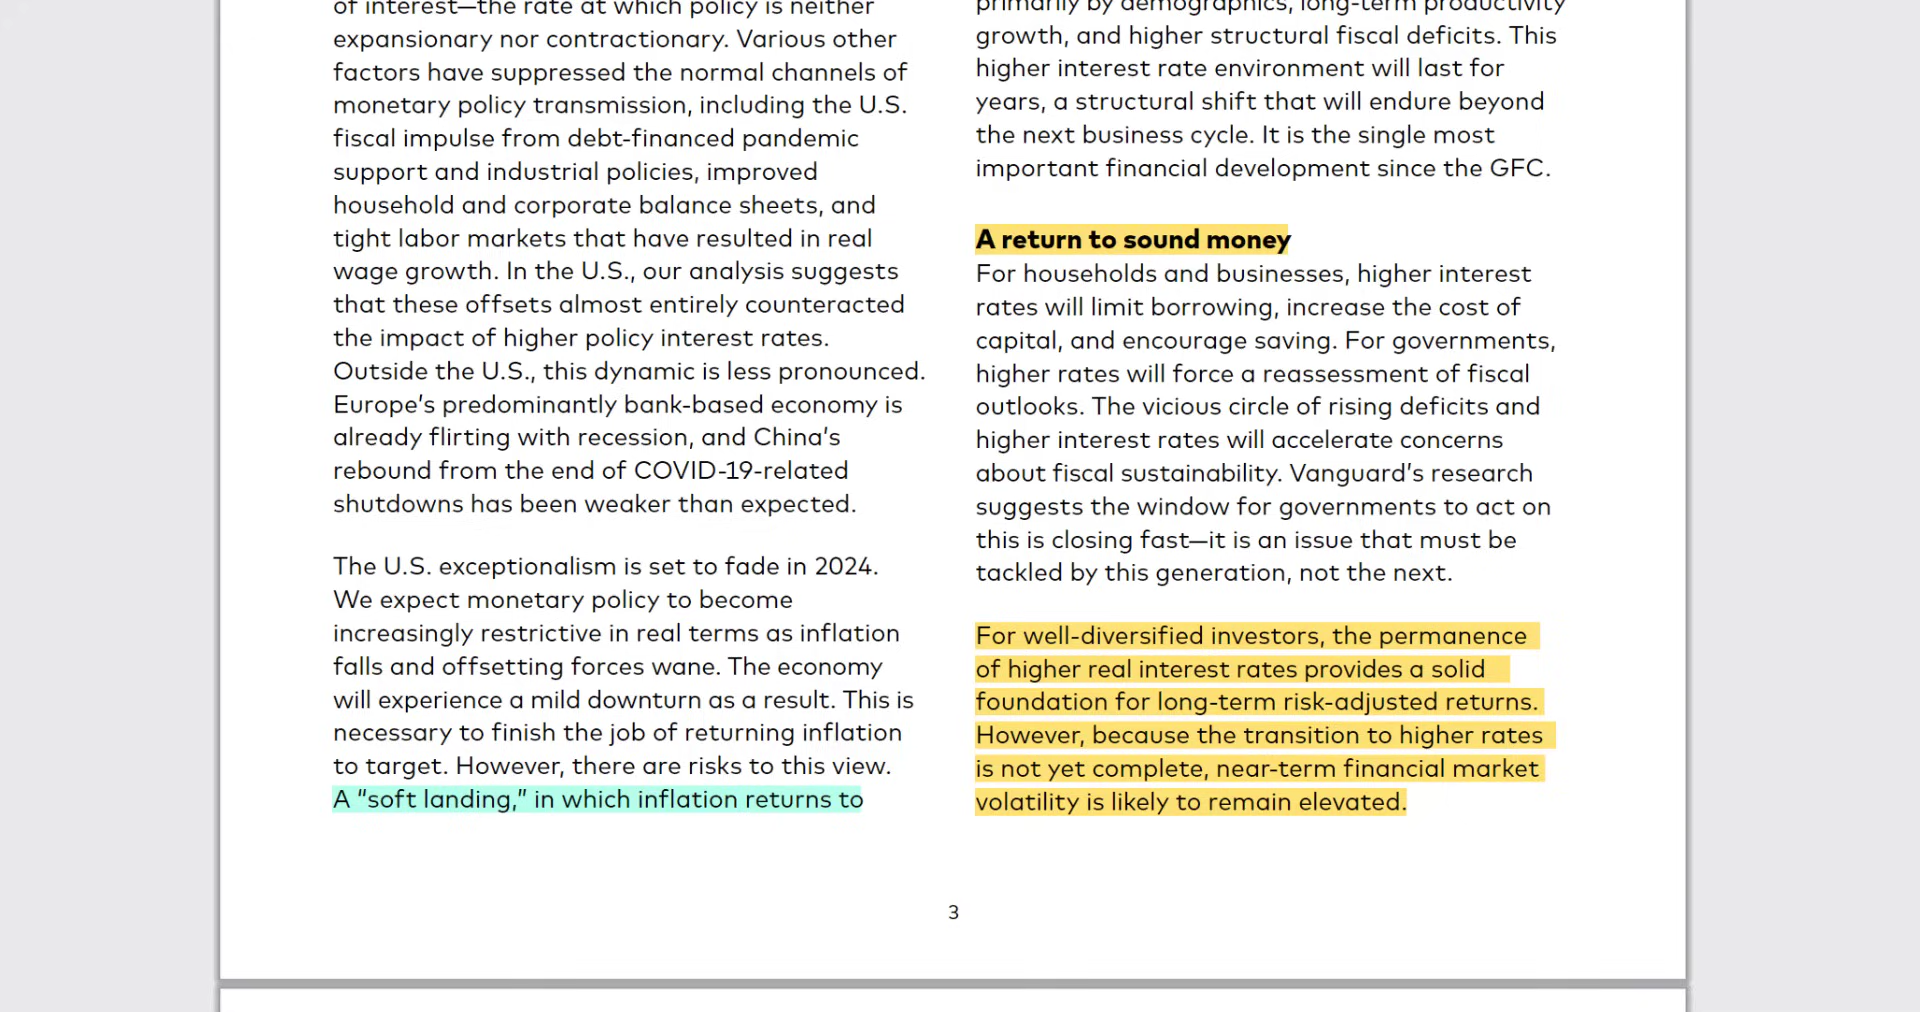 of interest—the rate at which policy is neither
expansionary nor contractionary. Various other
factors have suppressed the normal channels of
monetary policy transmission, including the U.S.
fiscal impulse from debt-financed pandemic
support and industrial policies, improved
household and corporate balance sheets, and
tight labor markets that have resulted in real
wage growth. In the U.S., our analysis suggests
that these offsets almost entirely counteracted
the impact of higher policy interest rates.
Outside the U.S., this dynamic is less pronounced.
Europe’s predominantly bank-based economy is
already flirting with recession, and China’s
rebound from the end of COVID-19-related
shutdowns has been weaker than expected.
The U.S. exceptionalism is set to fade in 2024.
We expect monetary policy to become
increasingly restrictive in real terms as inflation
falls and offsetting forces wane. The economy
will experience a mild downturn as a result. This is
necessary to finish the job of returning inflation
to target. However, there are risks to this view.
A “soft landing,” in which inflation returns to
primarily by demographics, long-term productivity
growth, and higher structural fiscal deficits. This
higher interest rate environment will last for
years, a structural shift that will endure beyond
the next business cycle. It is the single most
important financial development since the GFC.
A return to sound money
For households and businesses, higher interest
rates will limit borrowing, increase the cost of
capital, and encourage saving. For governments,
higher rates will force a reassessment of fiscal
outlooks. The vicious circle of rising deficits and
higher interest rates will accelerate concerns
about fiscal sustainability. Vanguard’s research
suggests the window for governments to act on
this is closing fast—it is an issue that must be
tackled by this generation, not the next.
For well-diversified investors, the permanence
of higher real interest rates provides a solid
foundation for long-term risk-adjusted returns.
However, because the transition to higher rates
is not yet complete, near-term financial market
volatility is likely to remain elevated.
3